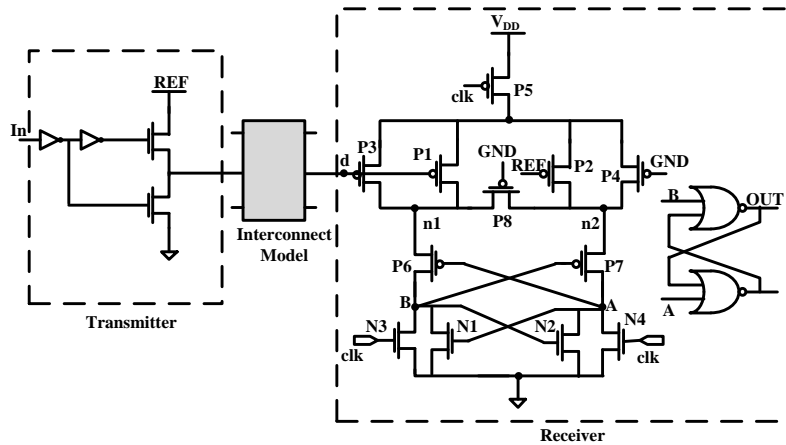 V_DD
REF
In
clk
P5
P3
P1
GND
REF
P2
P4
GND
d
B
OUT
n1
P8
n2
Interconnect
Model
P6
P7
B
A
A
N3
N1
N2
N4
clk
clk
Transmitter
Receiver